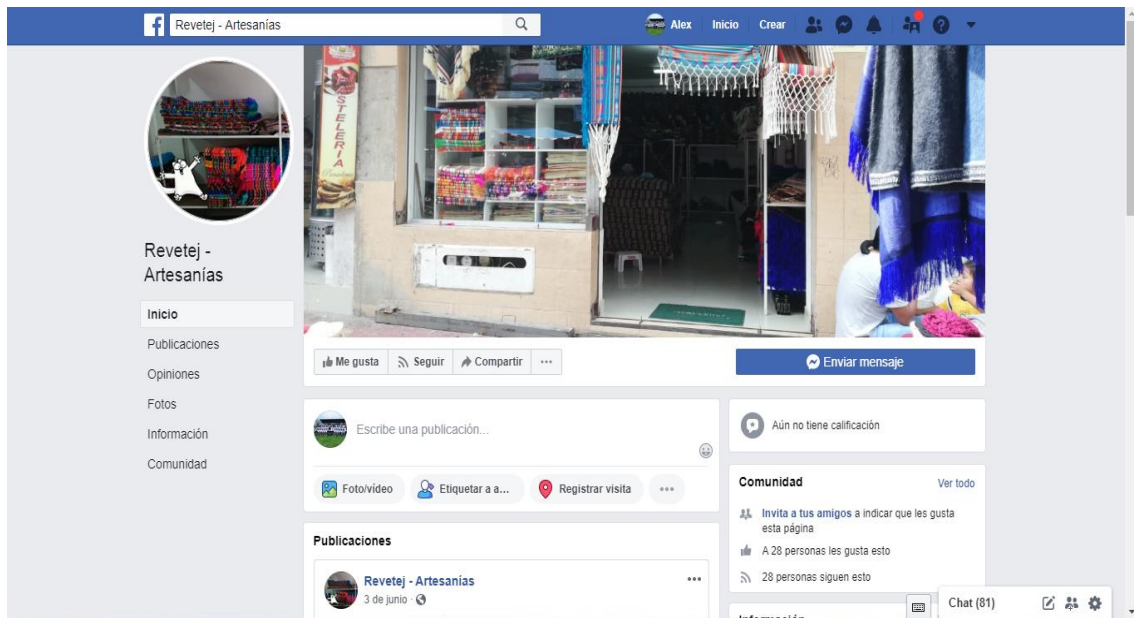 Revetej - Artesanías
Alex Inicio Crear
STELERIA
Revetej -
Artesanías
Inicio
Publicaciones
Opiniones
Fotos
Información
Comunidad
Me gusta Seguir Compartir
Enviar mensaje
Escribe una publicación...
Foto/video Etiquetar a a... Registrar visita
Publicaciones
Revetej - Artesanías
3 de junio
Aún no tiene calificación
Comunidad Ver todo
Invita a tus amigos a indicar que les gusta
esta página
A 28 personas les gusta esto
28 personas siguen esto
Información
Chat (81)